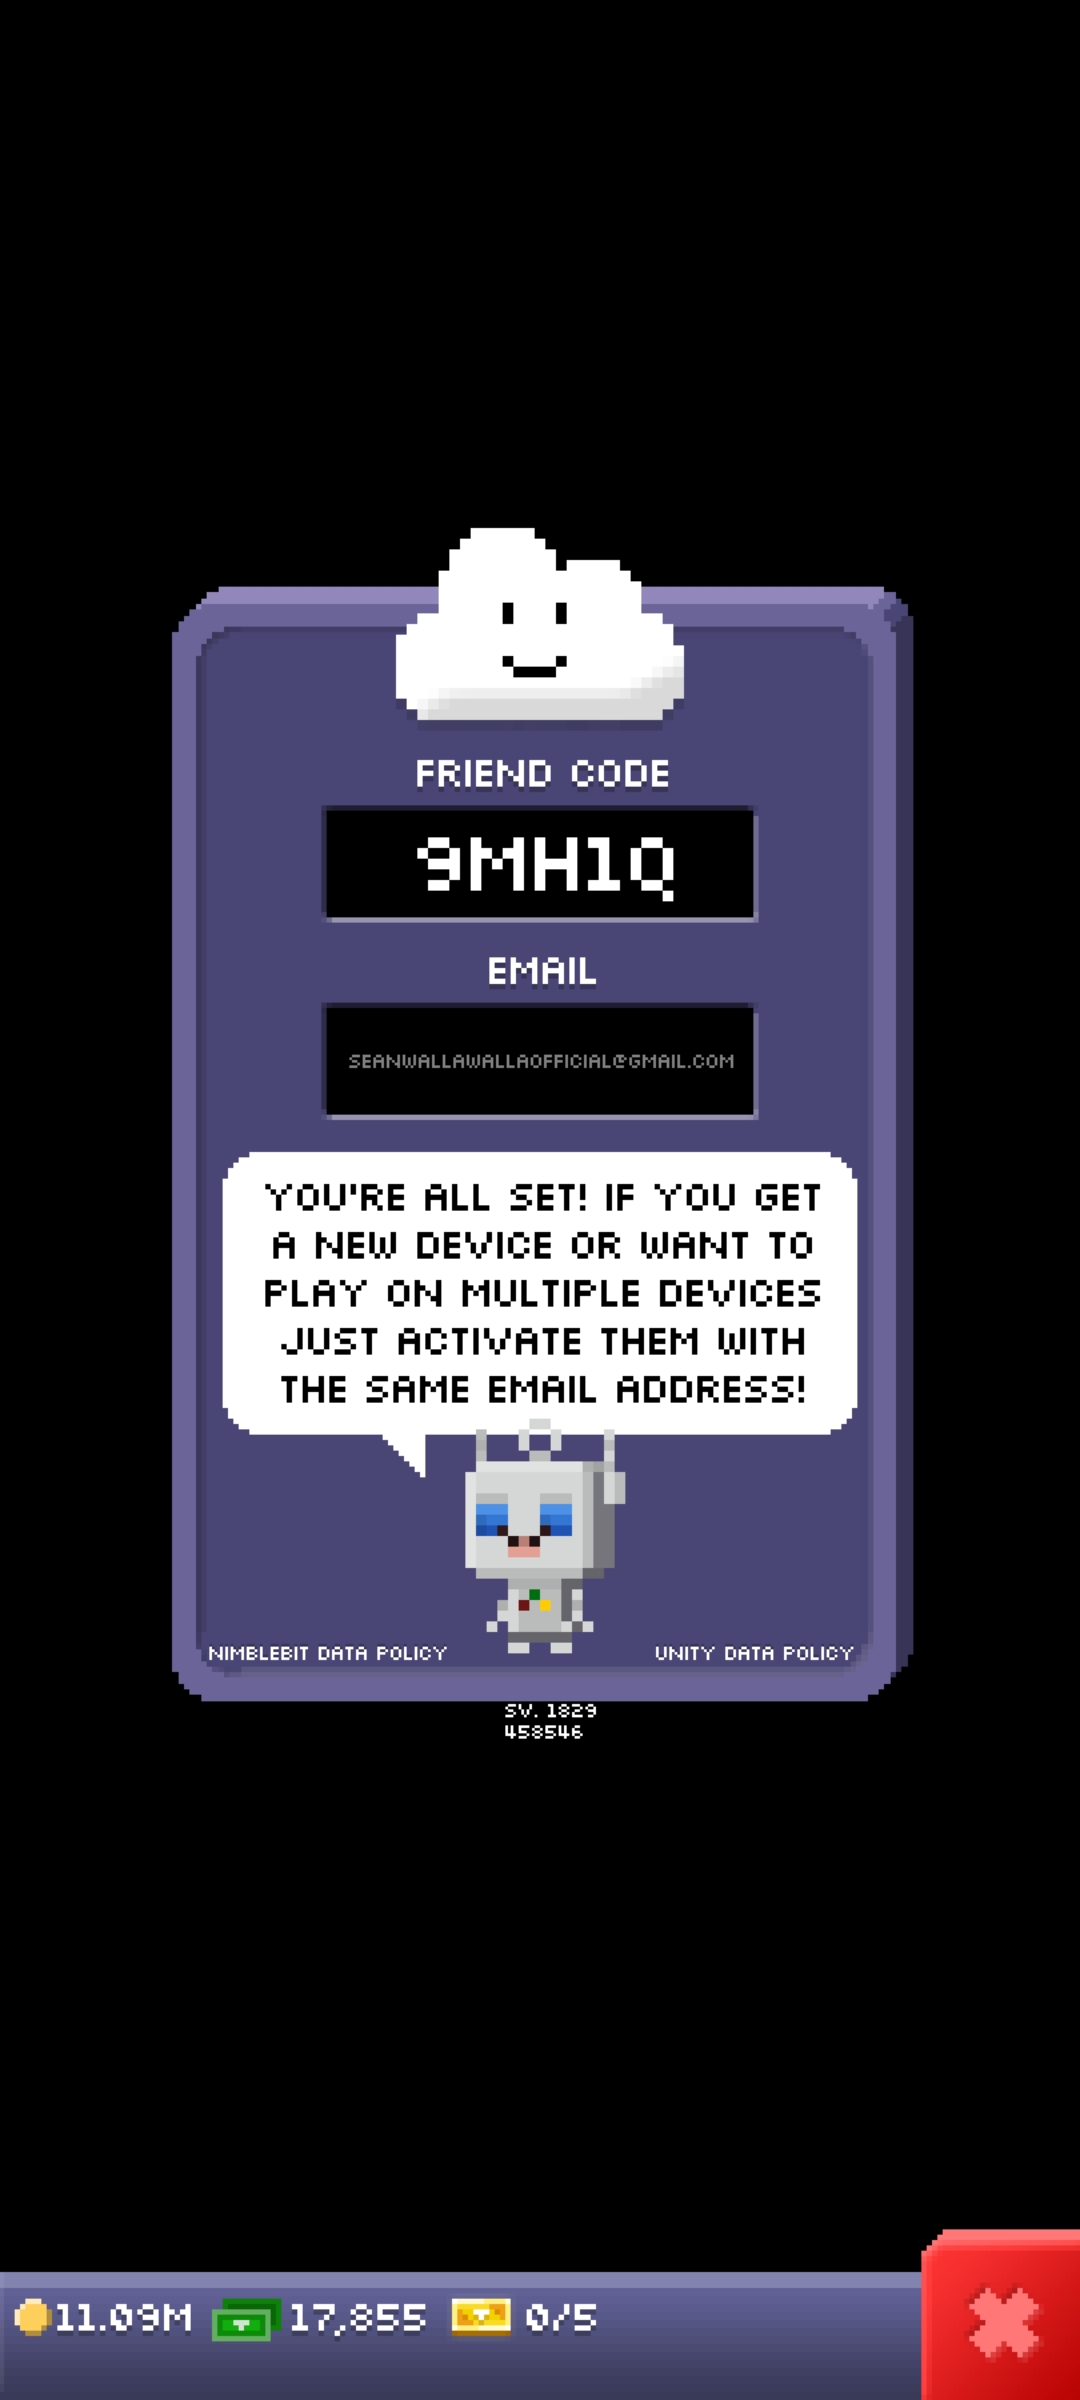 FRIEND CODE
9MH1Q
EMAIL
SEANWALLAWALLAOFFICIAL@GMAIL.COM
YOU'RE ALL SET! IF YOU GET
A NEW DEVICE OR WANT TO
PLAY ON MULTIPLE DEVICES
JUST ACTIVATE THEM WITH
THE SAME EMAIL ADDRESS!
NIMBLEBIT DATA POLICY
UNITY DATA POLICY
SV. 1829
458546
11.09M
17,855
0/5